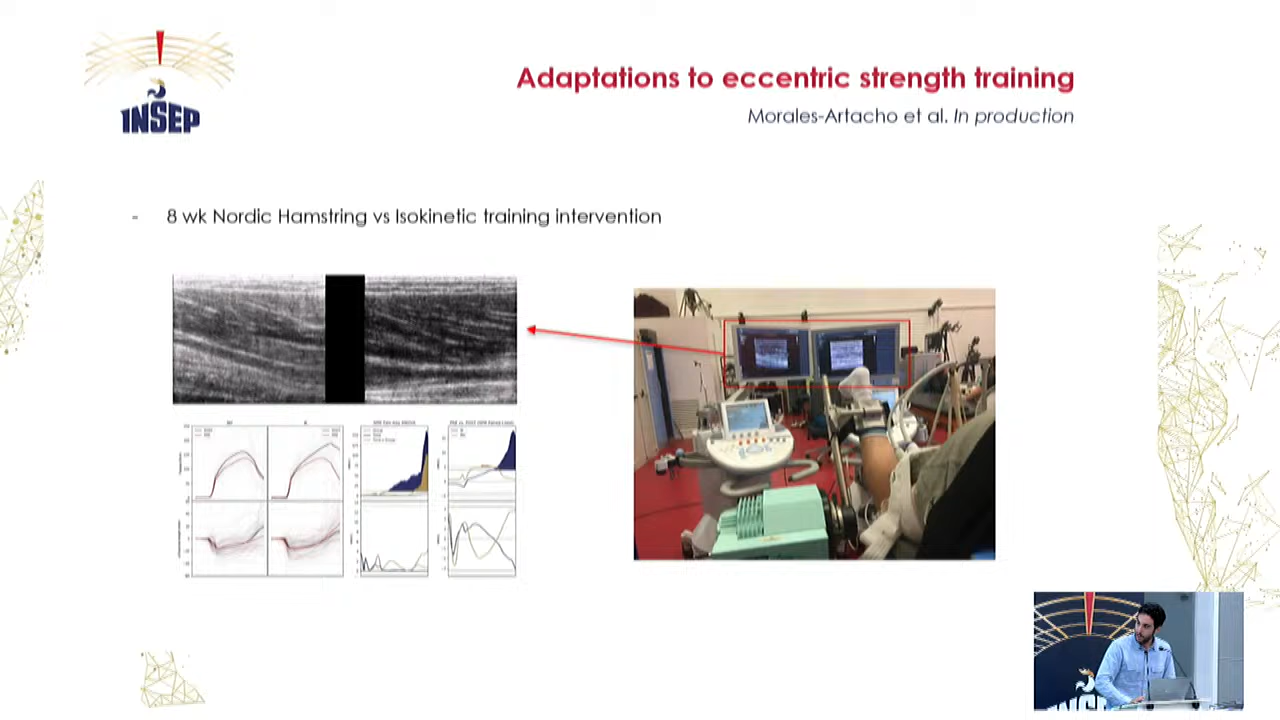 INSEP
Adaptations to eccentric strength training
Morales-Artacho et al. In production
- 8 wk Nordic Hamstring vs Isokinetic training intervention
INSEP